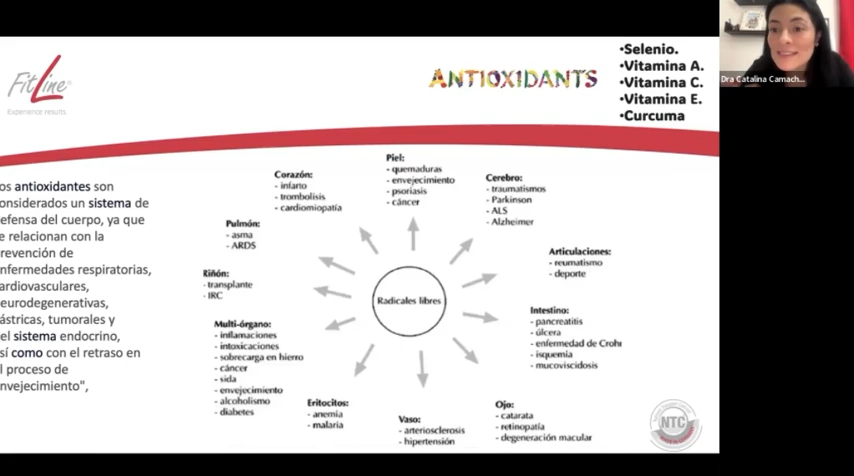 FitLine
Experience results
ANTIOXIDANTS
•Selenio.
•Vitamina A.
•Vitamina C.
•Vitamina E.
•Curcuma
Dra Catalina Camach...
os antioxidantes son
onsiderados un sistema de
efensa del cuerpo, ya que
e relacionan con la
revención de
nfermedades respiratorias,
ardiovasculares,
eurodegenerativas,
ástricas, tumorales y
el sistema endocrino,
sí como con el retraso en
l proceso de
nvejecimiento",
Piel:
- quemaduras
- envejecimiento
- psoriasis
- cáncer
Corazón:
- infarto
- trombolisis
- cardiomiopatía
Cerebro:
- traumatismos
- Parkinson
- ALS
- Alzheimer
Pulmón:
- asma
- ARDS
Articulaciones:
- reumatismo
- deporte
Riñón:
- transplante
- IRC
Radicales libres
Intestino:
- pancreatitis
- úlcera
- enfermedad de Crohn
- isquemia
- mucoviscidosis
Multi-órgano:
- inflamaciones
- intoxicaciones
- sobrecarga en hierro
- cáncer
- sida
- envejecimiento
- alcoholismo
- diabetes
Eritocitos:
- anemia
- malaria
Vaso:
- arteriosclerosis
- hipertensión
Ojo:
- catarata
- retinopatía
- degeneración macular
NTC